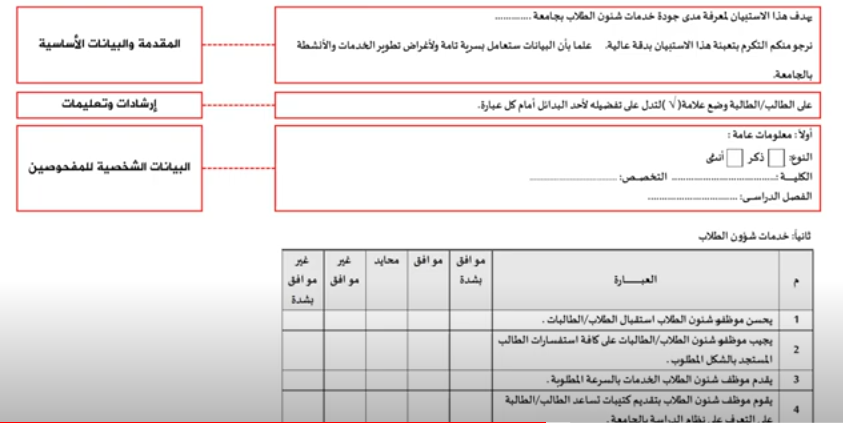 يهدف هذا الاستبيان لمعرفة مدى جودة خدمات شئون الطلاب بجامعة .............
نرجو منكم التكرم بتعبئة هذا الاستبيان بدقة عالية. علما بأن البيانات ستعامل بسرية تامة ولأغراض تطوير الخدمات والأنشطة
بالجامعة.
المقدمة والبيانات الأساسية
على الطالب/الطالبة وضع علامة(√ )لتدل على تفضيله لأحد البدائل أمام كل عبارة.
إرشادات وتعليمات
أولاً : معلومات عامة :
النوع: ذكر أنثى
الكليـــة :.................................... التخصص: ..............................
الفصل الدراسي: ...............................
البيانات الشخصية للمفحوصين
ثانياً: خدمات شؤون الطلاب
م العبـــــارة موافق بشدة موافق محايد غير موافق غير موافق بشدة
1 يحسن موظفو شئون الطلاب استقبال الطلاب/الطالبات .
2 يجيب موظفو شئون الطلاب/الطالبات على كافة استفسارات الطالب
المستجد بالشكل المطلوب .
3 يقدم موظف شئون الطلاب الخدمات بالسرعة المطلوبة .
4 يقوم موظف شئون الطلاب بتقديم كتيبات تساعد الطالب/الطالبة
على التعرف على نظام الدراسة بالجامعة .